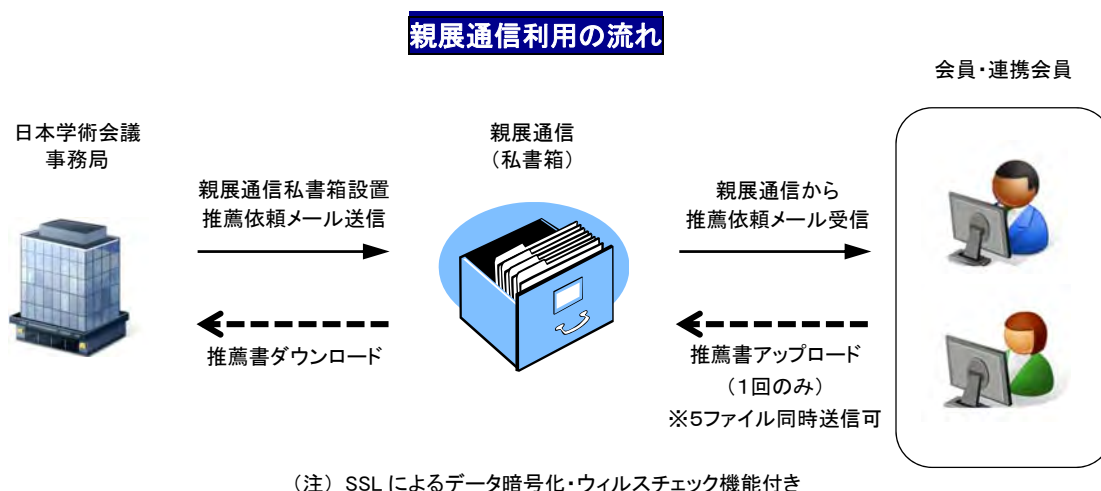 親展通信利用の流れ
会員・連携会員
日本学術会議
事務局
親展通信
（私書箱）
親展通信私書箱設置
推薦依頼メール送信
親展通信から
推薦依頼メール受信
推薦書ダウンロード
推薦書アップロード
（１回のみ）
※５ファイル同時送信可
（注） SSL によるデータ暗号化・ウィルスチェック機能付き